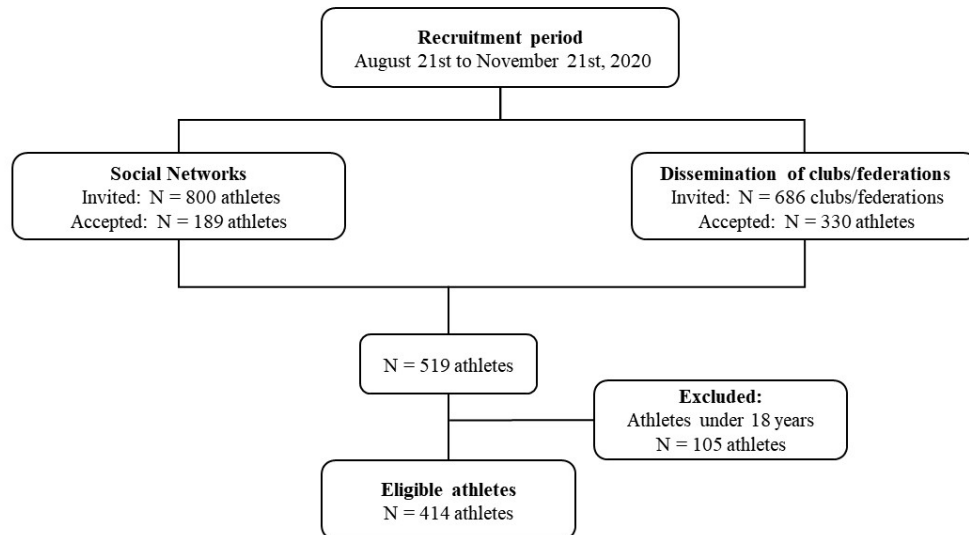 Recruitment period
August 21st to November 21st, 2020
Social Networks
Invited: N = 800 athletes
Accepted: N = 189 athletes
Dissemination of clubs/federations
Invited: N = 686 clubs/federations
Accepted: N = 330 athletes
N = 519 athletes
Excluded:
Athletes under 18 years
N = 105 athletes
Eligible athletes
N = 414 athletes